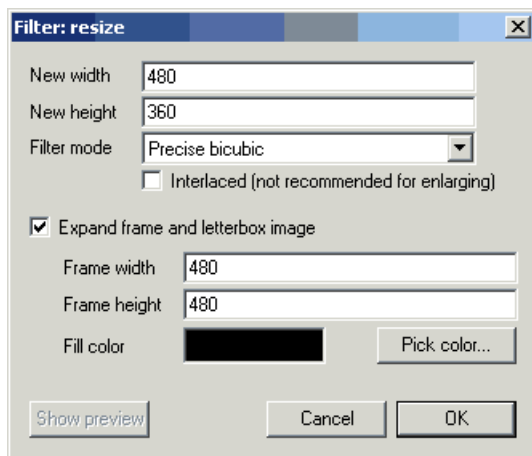 Filter: resize
New width 480
New height 360
Filter mode Precise bicubic
Interlaced (not recommended for enlarging)
Expand frame and letterbox image
Frame width 480
Frame height 480
Fill color Pick color...
Show preview Cancel OK